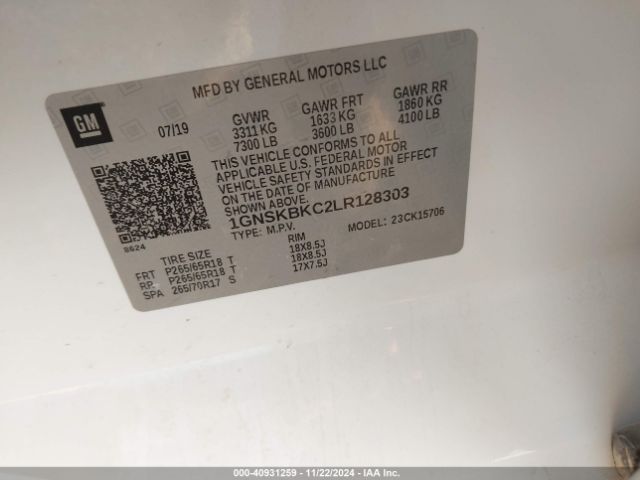 MFD BY GENERAL MOTORS LLC
GM
07/19
GVWR GAWR FRT GAWR RR
3311 KG 1633 KG 1860 KG
7300 LB 3600 LB 4100 LB
THIS VEHICLE CONFORMS TO ALL
APPLICABLE U.S. FEDERAL MOTOR
VEHICLE SAFETY STANDARDS IN EFFECT
ON THE DATE OF MANUFACTURE
SHOWN ABOVE.
1GNSKBKC2LR128303
8624
TYPE: M.P.V. MODEL: 23CK15706
TIRE SIZE RIM
FRT P265/65R18 T 18X8.5J
RR P265/65R18 T 18X8.5J
SPA 265/70R17 S 17X7.5J
000-40931259 - 11/22/2024 - IAA Inc.